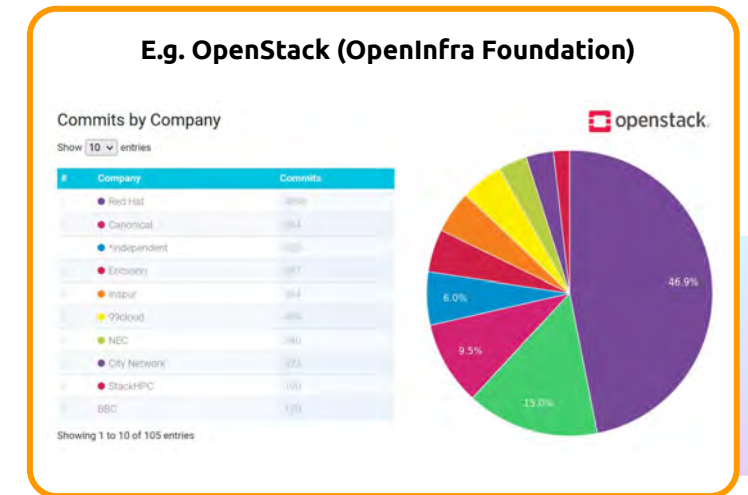 E.g. OpenStack (OpenInfra Foundation)
Commits by Company
openstack.
Show 10 entries
# Company Commits
Red Hat
Canonical
*independent
Ericsson
Inspur
99cloud
NEC
City Network
StackHPC
BBC
46.9%
6.0%
9.5%
15.0%
Showing 1 to 10 of 105 entries